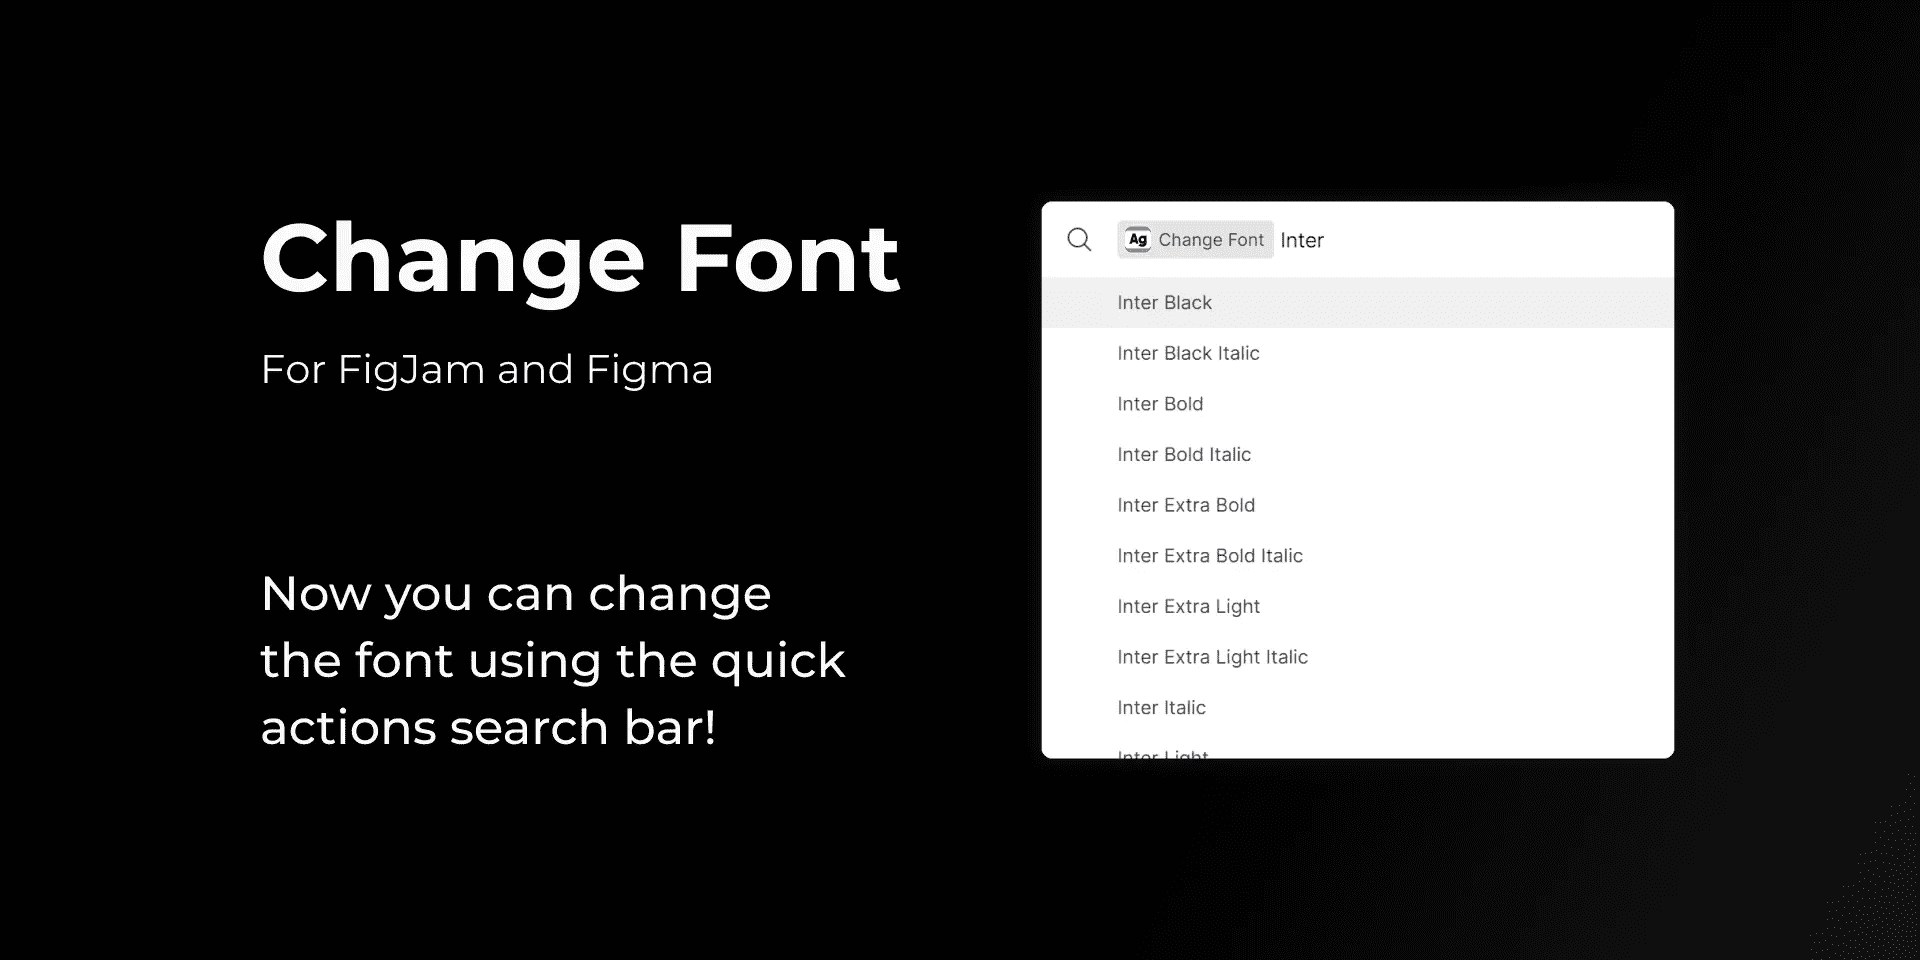 Change Font
For FigJam and Figma
Now you can change
the font using the quick
actions search bar!
Ag Change Font Inter
Inter Black
Inter Black Italic
Inter Bold
Inter Bold Italic
Inter Extra Bold
Inter Extra Bold Italic
Inter Extra Light
Inter Extra Light Italic
Inter Italic
Inter Light